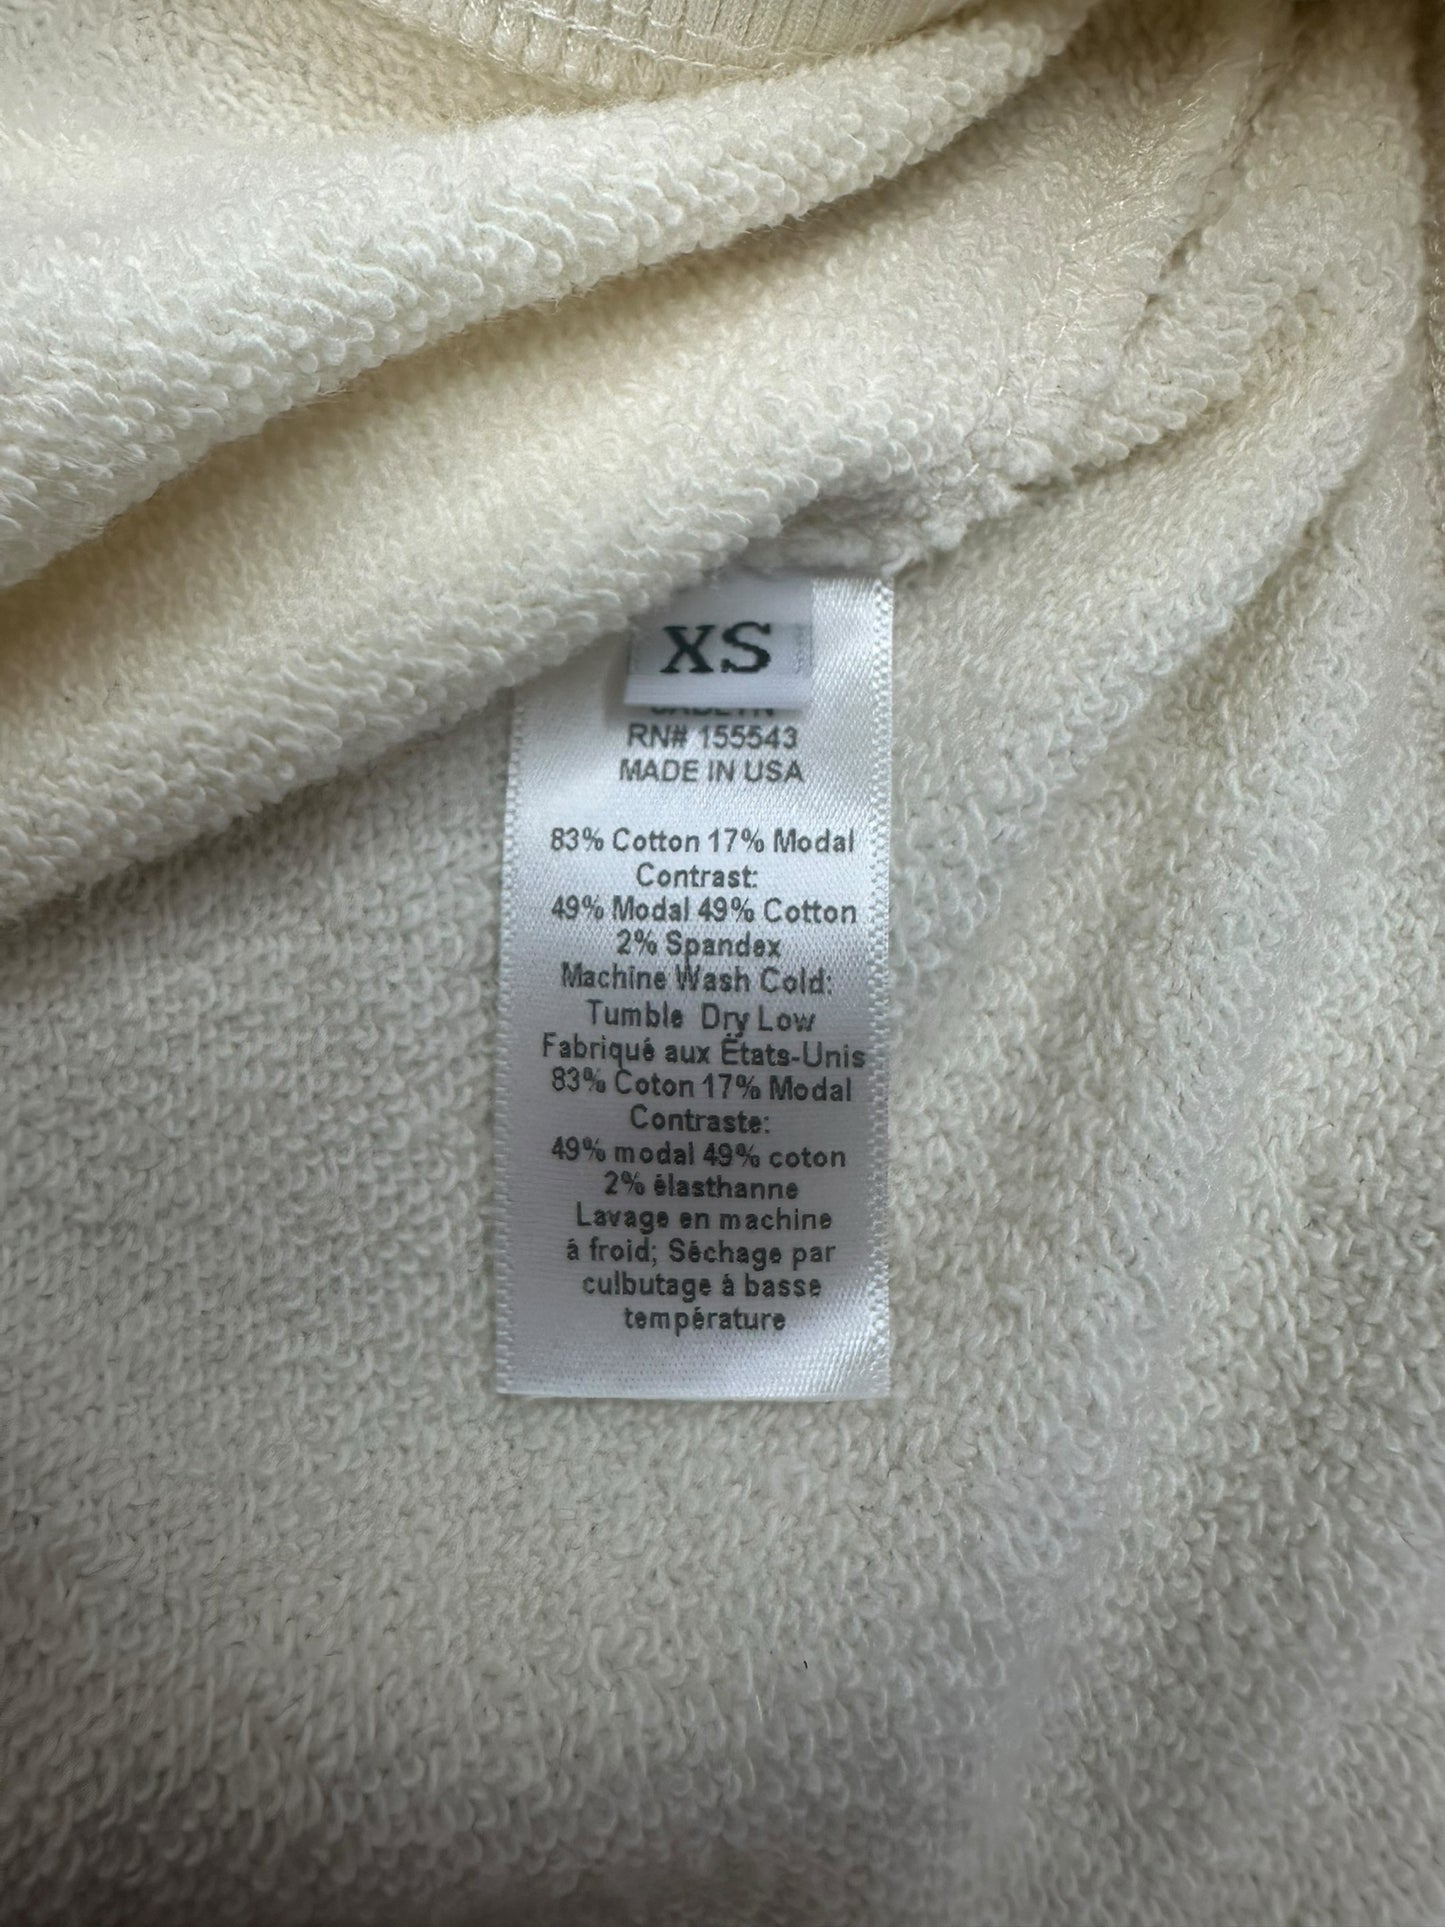 XS
RN# 155543
MADE IN USA
83% Cotton 17% Modal
Contrast:
49% Modal 49% Cotton
2% Spandex
Machine Wash Cold:
Tumble Dry Low
Fabriqué aux États-Unis
83% Coton 17% Modal
Contraste:
49% modal 49% coton
2% élasthanne
Lavage en machine
à froid; Séchage par
culbutage à basse
température